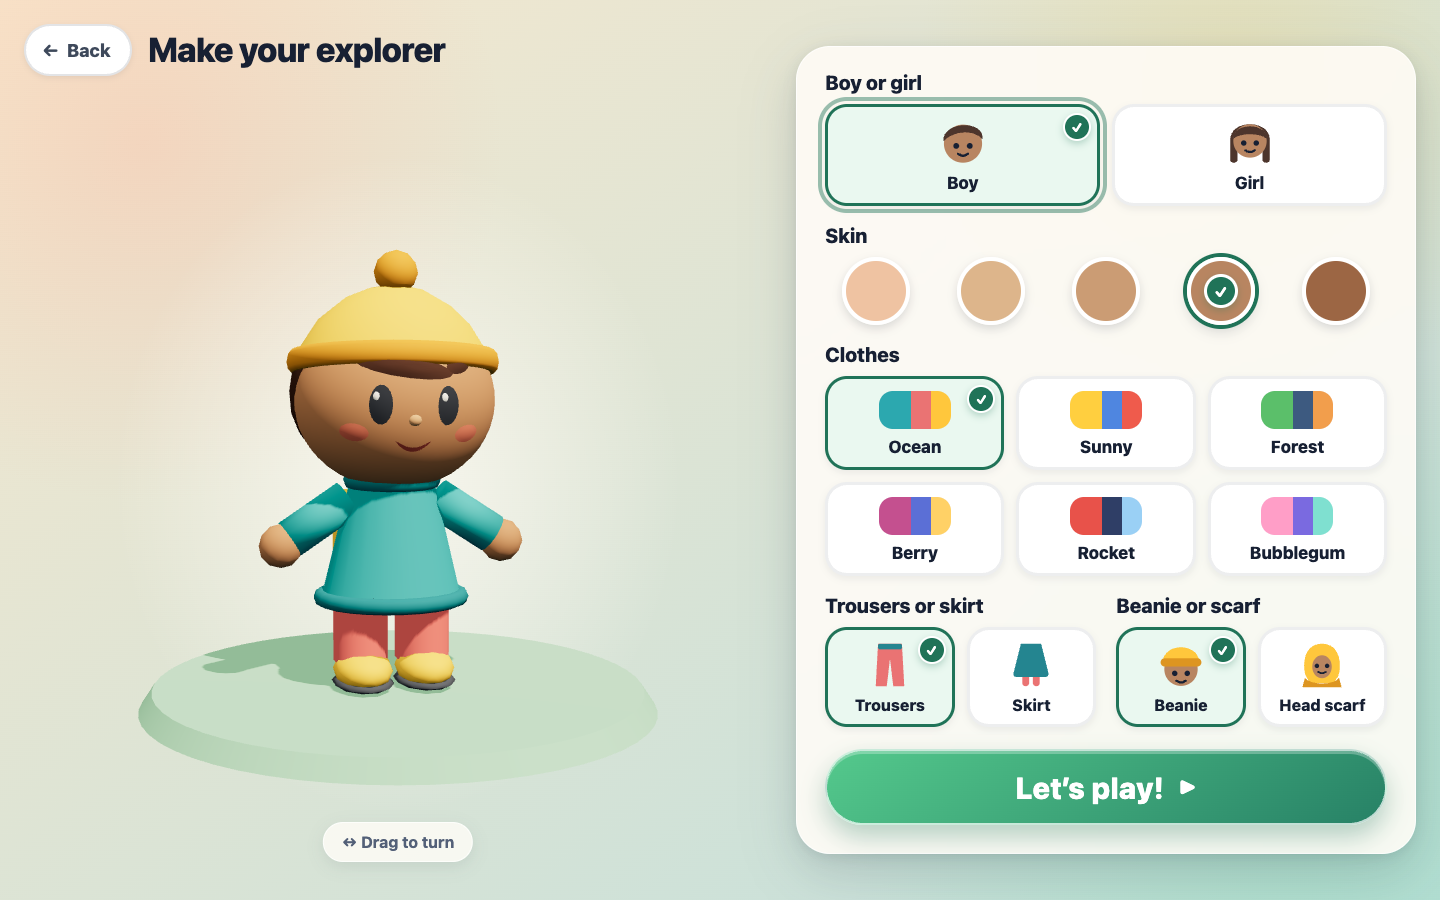 Back
Make your explorer
Boy or girl
Boy
Girl
Skin
Clothes
Ocean
Sunny
Forest
Berry
Rocket
Bubblegum
Trousers or skirt
Beanie or scarf
Trousers
Skirt
Beanie
Head scarf
Let's play!
Drag to turn